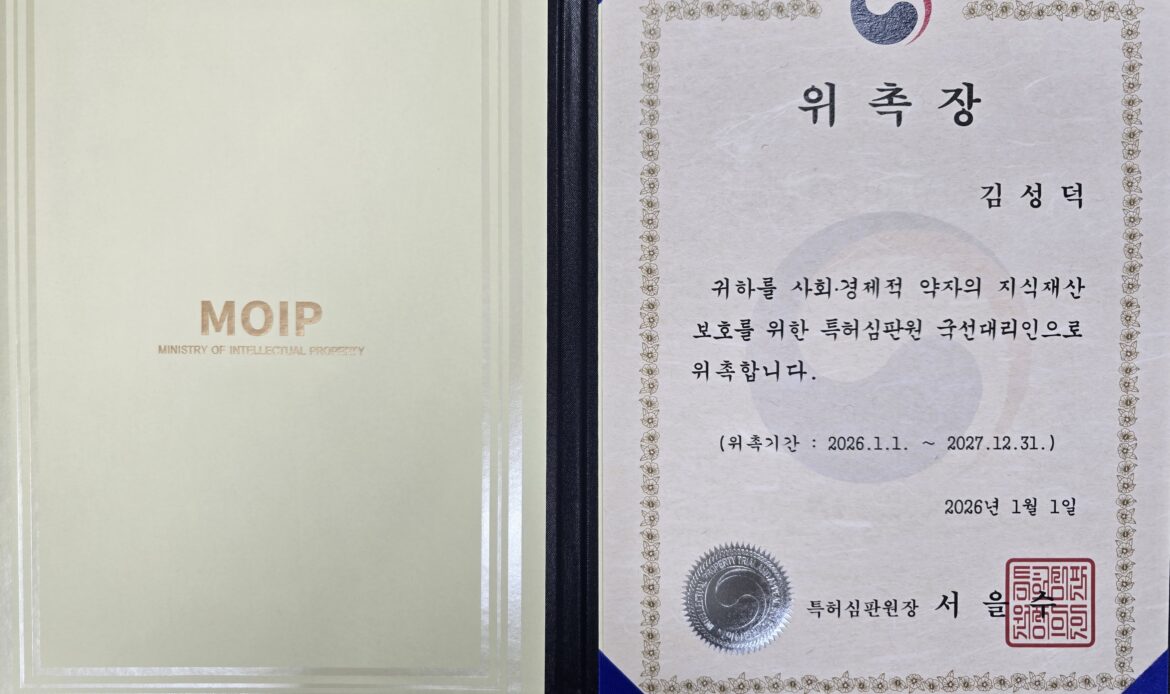 MOIP
MINISTRY OF INTELLECTUAL PROPERTY
위 촉 장
김 성 덕
귀하를 사회·경제적 약자의 지식재산
보호를 위한 특허심판원 국선대리인으로
위촉합니다.
(위촉기간 : 2026.1.1. ~ 2027.12.31.)
2026년 1월 1일
특허심판원장 서 을 수